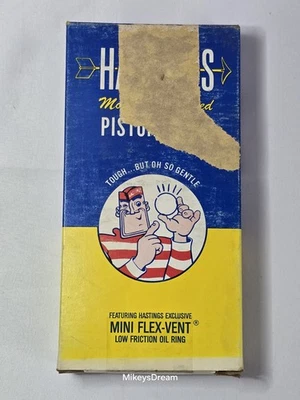 HA S
Mo d
PISTO
TOUGH...BUT OH SO GENTLE
FEATURING HASTINGS EXCLUSIVE
MINI FLEX-VENT®
LOW FRICTION OIL RING
MikeysDream